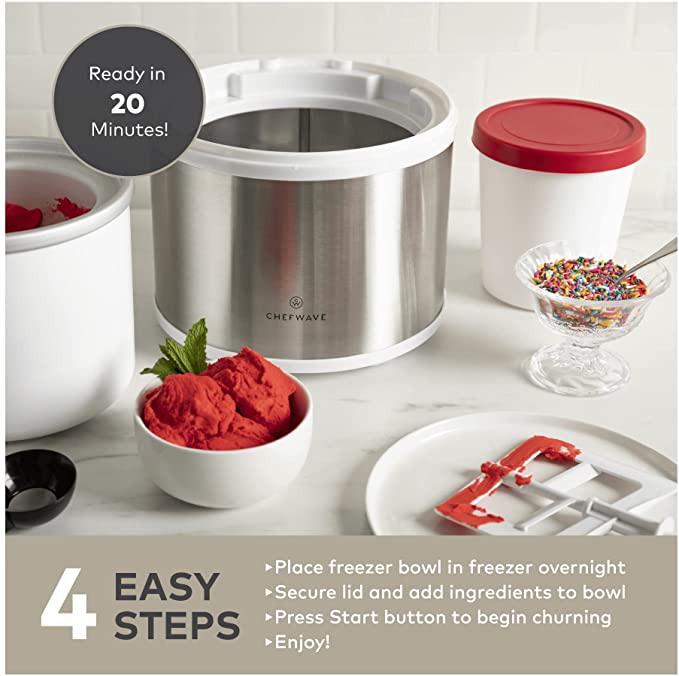 Ready in
20
Minutes!
CHEFWAVE
4 EASY
STEPS
▸Place freezer bowl in freezer overnight
▸Secure lid and add ingredients to bowl
▸Press Start button to begin churning
▸Enjoy!